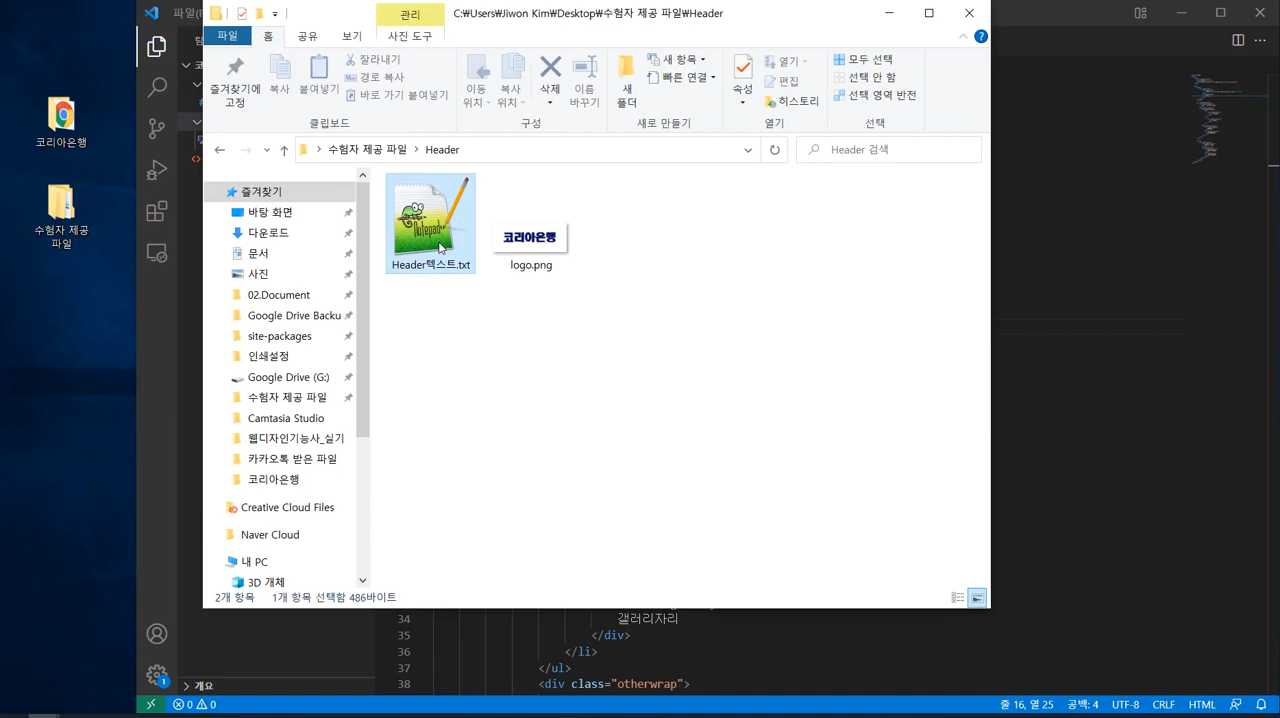 관리
C:₩Users₩Jiwon Kim₩Desktop₩수험자 제공 파일₩Header
파일 홈 공유 보기 사진 도구
즐겨찾기에 고정
복사
붙여넣기
잘라내기
경로 복사
바로 가기 붙여넣기
클립보드
이동 위치
복사 위치
삭제
이름 바꾸기
구성
새 폴더
새 항목
빠른 연결
새로 만들기
속성
열기
편집
히스토리
열기
모두 선택
선택 안 함
선택 영역 반전
선택
수험자 제공 파일 > Header
Header 검색
코리아은행
수험자 제공
파일
즐겨찾기
바탕 화면
다운로드
문서
사진
02.Document
Google Drive Backu
site-packages
인쇄설정
Google Drive (G:)
수험자 제공 파일
Camtasia Studio
웹디자인기능사_실기
카카오톡 받은 파일
코리아은행
Creative Cloud Files
Naver Cloud
내 PC
3D 개체
Notepad++
Header텍스트.txt
코리아은행
logo.png
2개 항목 1개 항목 선택함 486바이트
34 갤러리자리
35 </div>
36 </li>
37 </ul>
38 <div class="otherwrap">
개요
0 0
줄 16, 열 25 공백: 4 UTF-8 CRLF HTML
1